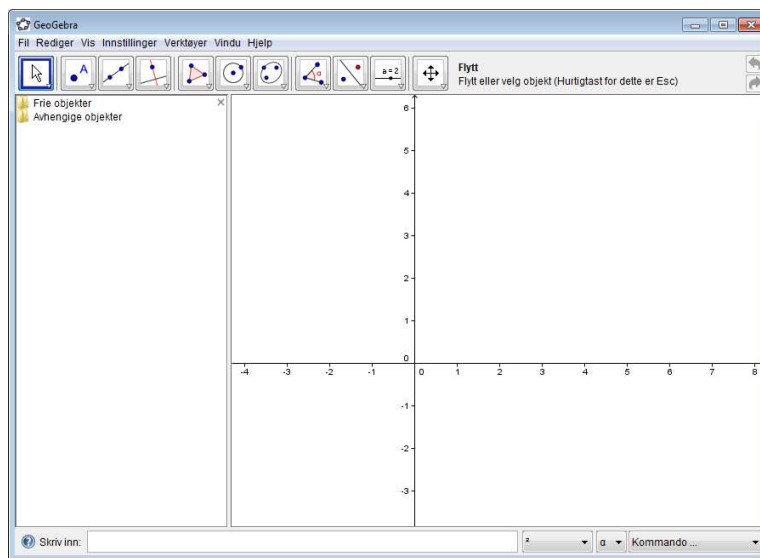 GeoGebra
Fil Rediger Vis Innstillinger Verktøyer Vindu Hjelp
A
α
a=2
Flytt
Flytt eller velg objekt (Hurtigtast for dette er Esc)
Frie objekter
Avhengige objekter
6
5
4
3
2
1
0
-4 -3 -2 -1 0 1 2 3 4 5 6 7 8
-1
-2
-3
Skriv inn:
²
α
Kommando ...